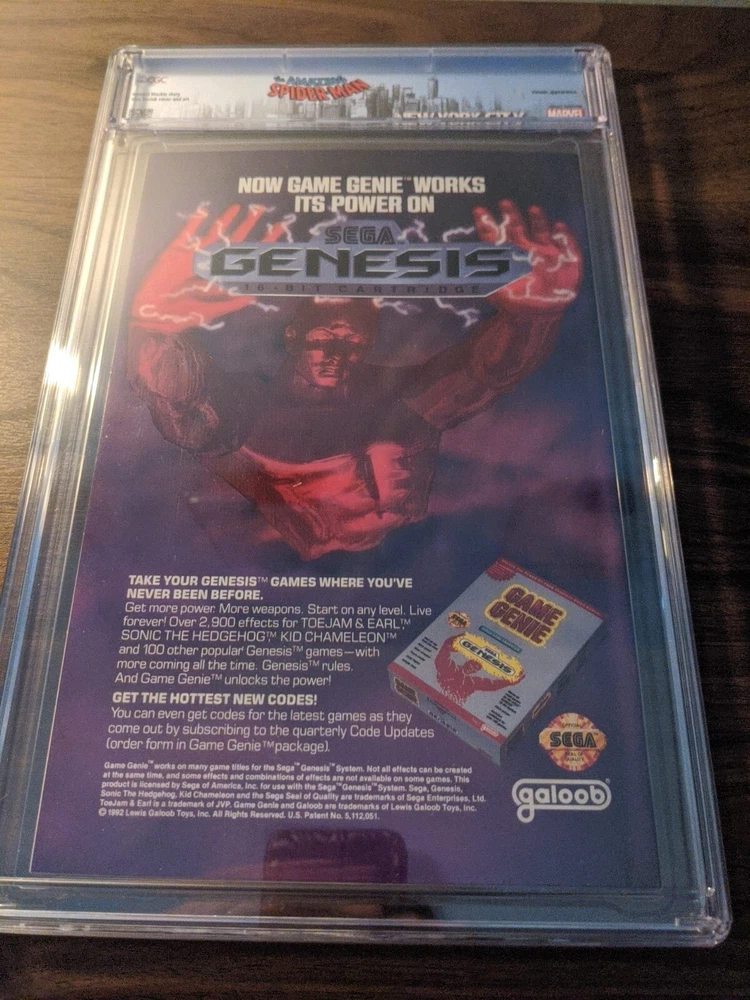 CGC
the AMAZING
SPIDER-MAN
NEW YORK CITY
MARVEL
NOW GAME GENIE™ WORKS
ITS POWER ON
SEGA
GENESIS
16-BIT CARTRIDGE
TAKE YOUR GENESIS™ GAMES WHERE YOU'VE
NEVER BEEN BEFORE.
Get more power. More weapons. Start on any level. Live
forever! Over 2,900 effects for TOEJAM & EARL,™
SONIC THE HEDGEHOG,™ KID CHAMELEON™
and 100 other popular Genesis™ games—with
more coming all the time. Genesis™ rules.
And Game Genie™ unlocks the power!
GET THE HOTTEST NEW CODES!
You can even get codes for the latest games as they
come out by subscribing to the quarterly Code Updates
(order form in Game Genie™ package).
GAME
GENIE
GENESIS
galoob
SEGA
galoob®
Game Genie™ works on many game titles for the Sega™ Genesis™ System. Not all effects can be created
at the same time, and some effects and combinations of effects are not available on some games. This
product is licensed by Sega of America, Inc. for use with the Sega™ Genesis™ System. Sega, Genesis,
Sonic The Hedgehog, Kid Chameleon and the Sega Seal of Quality are trademarks of Sega Enterprises, Ltd.
ToeJam & Earl is a trademark of JVP. Game Genie and Galoob are trademarks of Lewis Galoob Toys, Inc.
© 1992 Lewis Galoob Toys, Inc. All Rights Reserved. U.S. Patent No. 5,112,051.